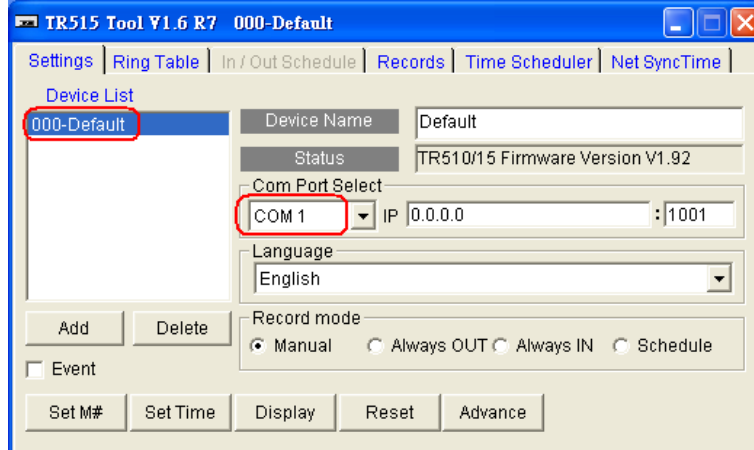 TR515 Tool V1.6 R7 000-Default
Settings Ring Table In / Out Schedule Records Time Scheduler Net SyncTime
Device List
000-Default
Device Name Default
Status TR510/15 Firmware Version V1.92
Com Port Select
COM 1 IP 0.0.0.0 : 1001
Language
English
Add Delete
Record mode
Manual Always OUT Always IN Schedule
Event
Set M# Set Time Display Reset Advance